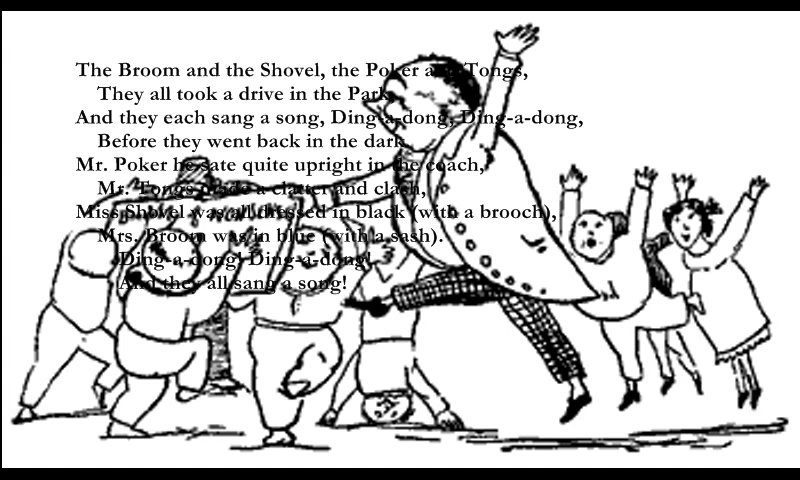 The Broom and the Shovel, the Poker and Tongs,
They all took a drive in the Park,
And they each sang a song, Ding-a-dong, Ding-a-dong,
Before they went back in the dark.
Mr. Poker he sate quite upright in the coach,
Mr. Tongs made a clatter and clash,
Miss Shovel was all dressed in black (with a brooch),
Mrs. Broom was in blue (with a sash).
Ding-a-dong! Ding-a-dong!
And they all sang a song!